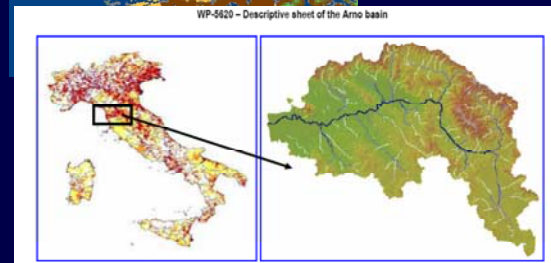 WP-5620 – Descriptive sheet of the Arno basin